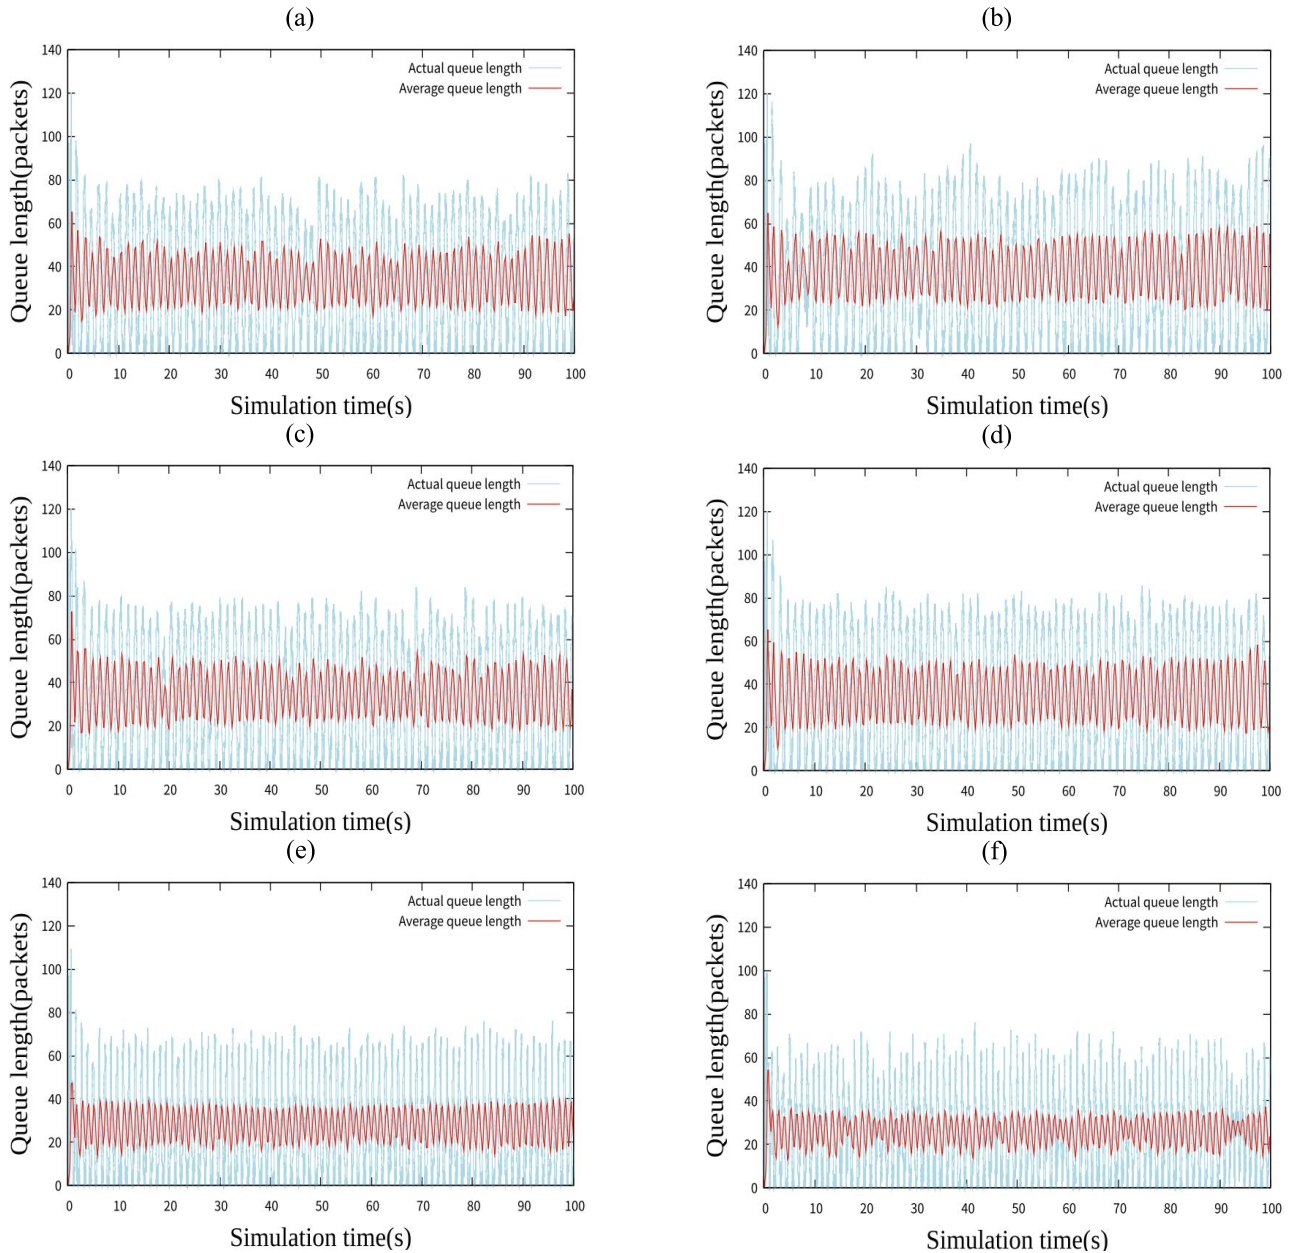 (a)
Queue length(packets)
140
120
100
80
60
40
20
0
Actual queue length
Average queue length
0 10 20 30 40 50 60 70 80 90 100
Simulation time(s)
(b)
Queue length(packets)
140
120
100
80
60
40
20
0
Actual queue length
Average queue length
0 10 20 30 40 50 60 70 80 90 100
Simulation time(s)
(c)
Queue length(packets)
140
120
100
80
60
40
20
0
Actual queue length
Average queue length
0 10 20 30 40 50 60 70 80 90 100
Simulation time(s)
(d)
Queue length(packets)
140
120
100
80
60
40
20
0
Actual queue length
Average queue length
0 10 20 30 40 50 60 70 80 90 100
Simulation time(s)
(e)
Queue length(packets)
140
120
100
80
60
40
20
0
Actual queue length
Average queue length
0 10 20 30 40 50 60 70 80 90 100
Simulation time(s)
(f)
Queue length(packets)
140
120
100
80
60
40
20
0
Actual queue length
Average queue length
0 10 20 30 40 50 60 70 80 90 100
Simulation time(s)